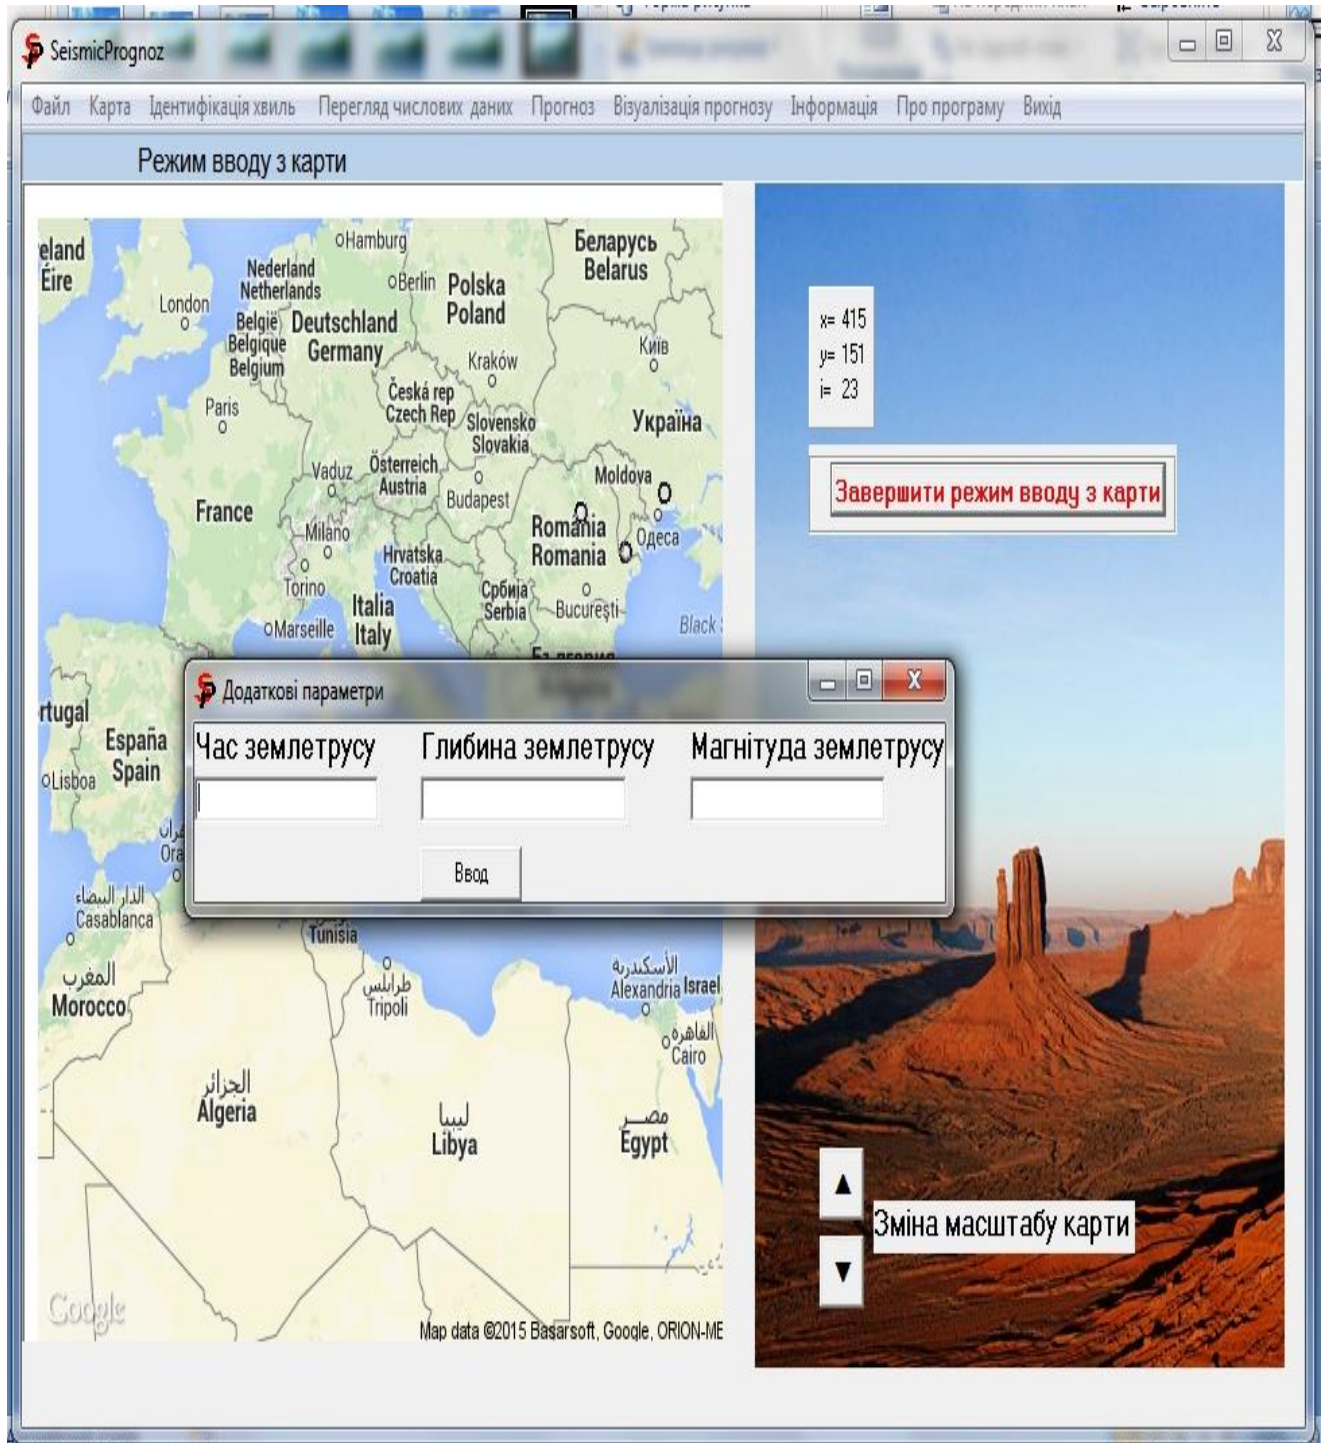 SeismicPrognoz
Файл Карта Ідентифікація хвиль Перегляд числових даних Прогноз Візуалізація прогнозу Інформація Про програму Вихід
Режим вводу з карти
eland
Éire
London
Nederland
Netherlands
België
Belgique
Belgium
Hamburg
Berlin
Deutschland
Germany
Polska
Poland
Беларусь
Belarus
Київ
Kraków
Česká rep
Czech Rep
Slovensko
Slovakia
Україна
Paris
Vaduz
Österreich
Austria
Budapest
Moldova
France
Milano
Torino
Hrvatska
Croatia
România
Romania
Одеса
Србија
Serbia
București
Italia
Italy
Marseille
Black
rtugal
Lisboa
España
Spain
x= 415
y= 151
i= 23
Завершити режим вводу з карти
Додаткові параметри
Час землетрусу Глибина землетрусу Магнітуда землетрусу
Ввод
الدار البيضاء
Casablanca
المغرب
Morocco
Tunisia
طرابلس
Tripoli
الأسكندرية
Alexandria
Israel
القاهرة
Cairo
الجزائر
Algeria
ليبيا
Libya
مصر
Egypt
▲
Зміна масштабу карти
▼
Google
Map data ©2015 Basarsoft, Google, ORION-ME